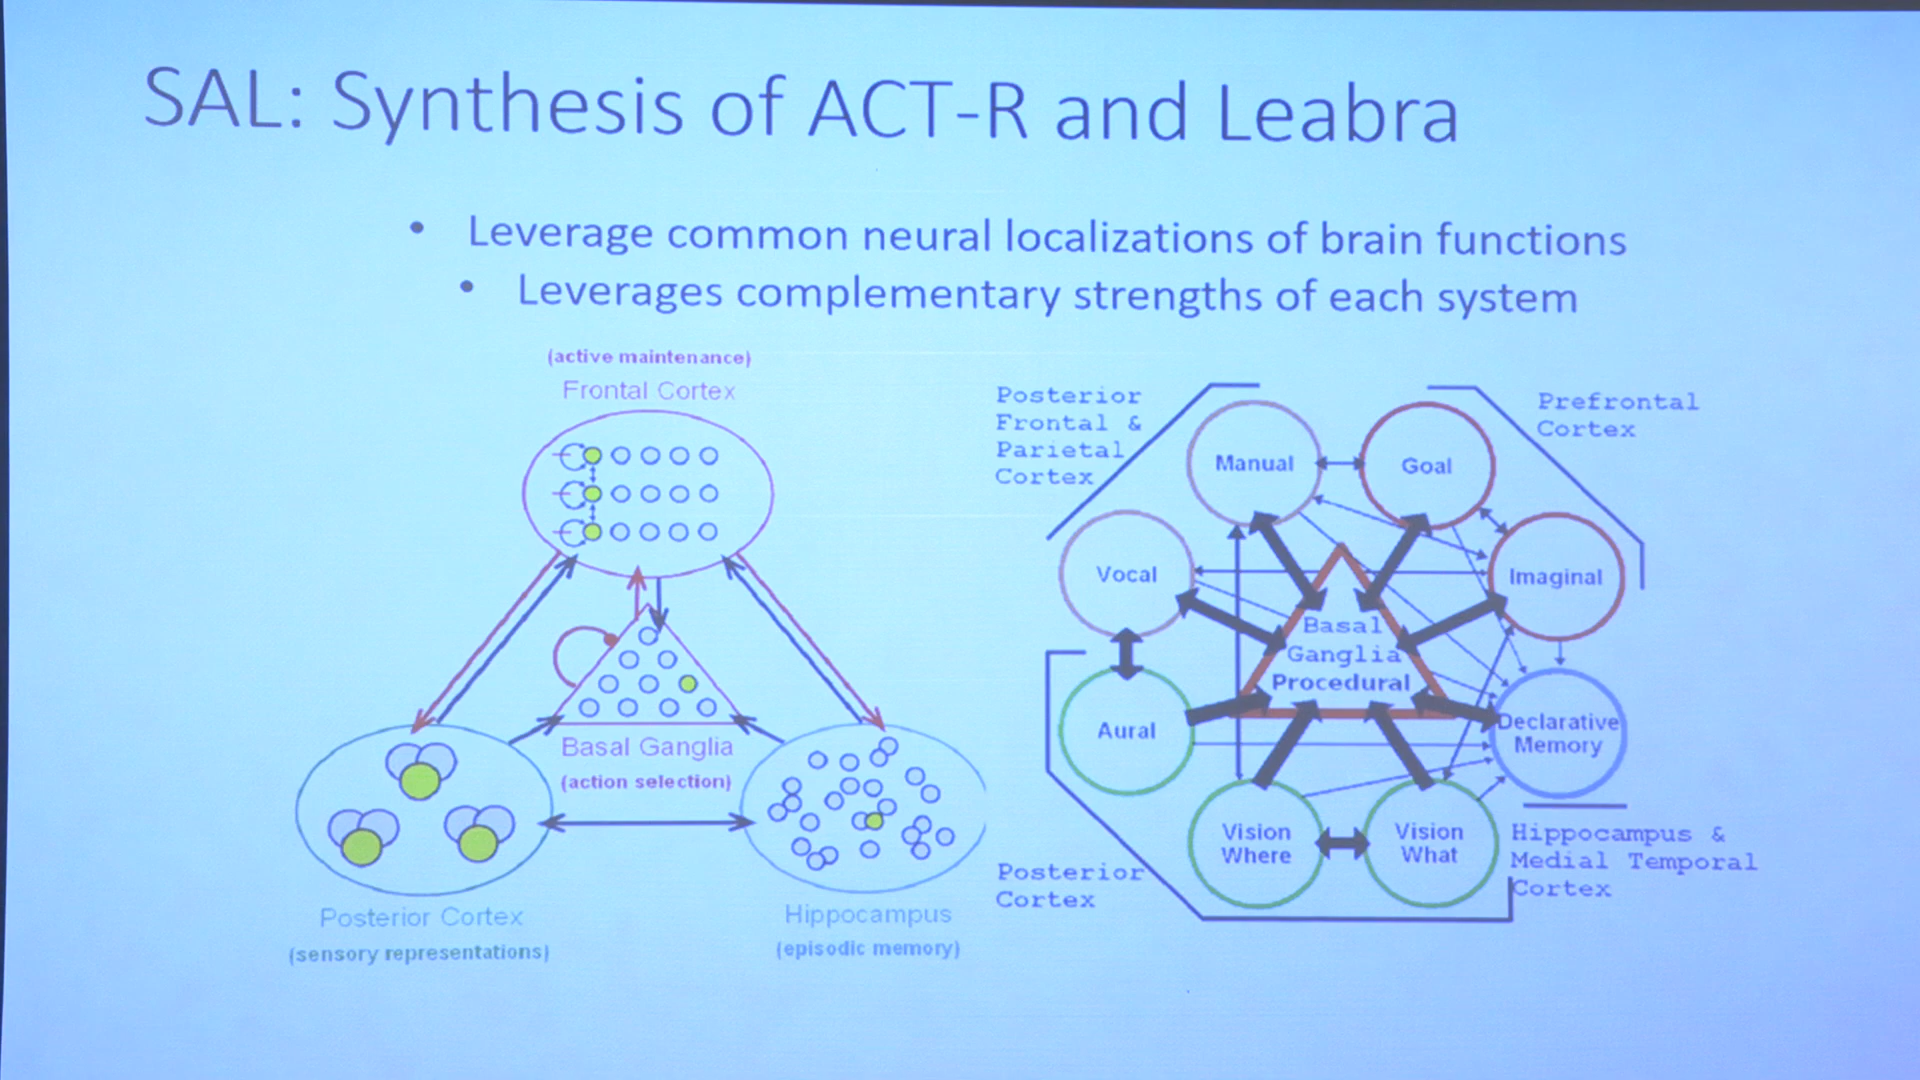 SAL: Synthesis of ACT-R and Leabra
• Leverage common neural localizations of brain functions
• Leverages complementary strengths of each system
(active maintenance)
Frontal Cortex
Basal Ganglia
(action selection)
Posterior Cortex
(sensory representations)
Hippocampus
(episodic memory)
Posterior
Frontal &
Parietal
Cortex
Prefrontal
Cortex
Manual
Goal
Vocal
Imaginal
Basal
Ganglia
Procedural
Aural
Declarative
Memory
Vision
Where
Vision
What
Posterior
Cortex
Hippocampus &
Medial Temporal
Cortex